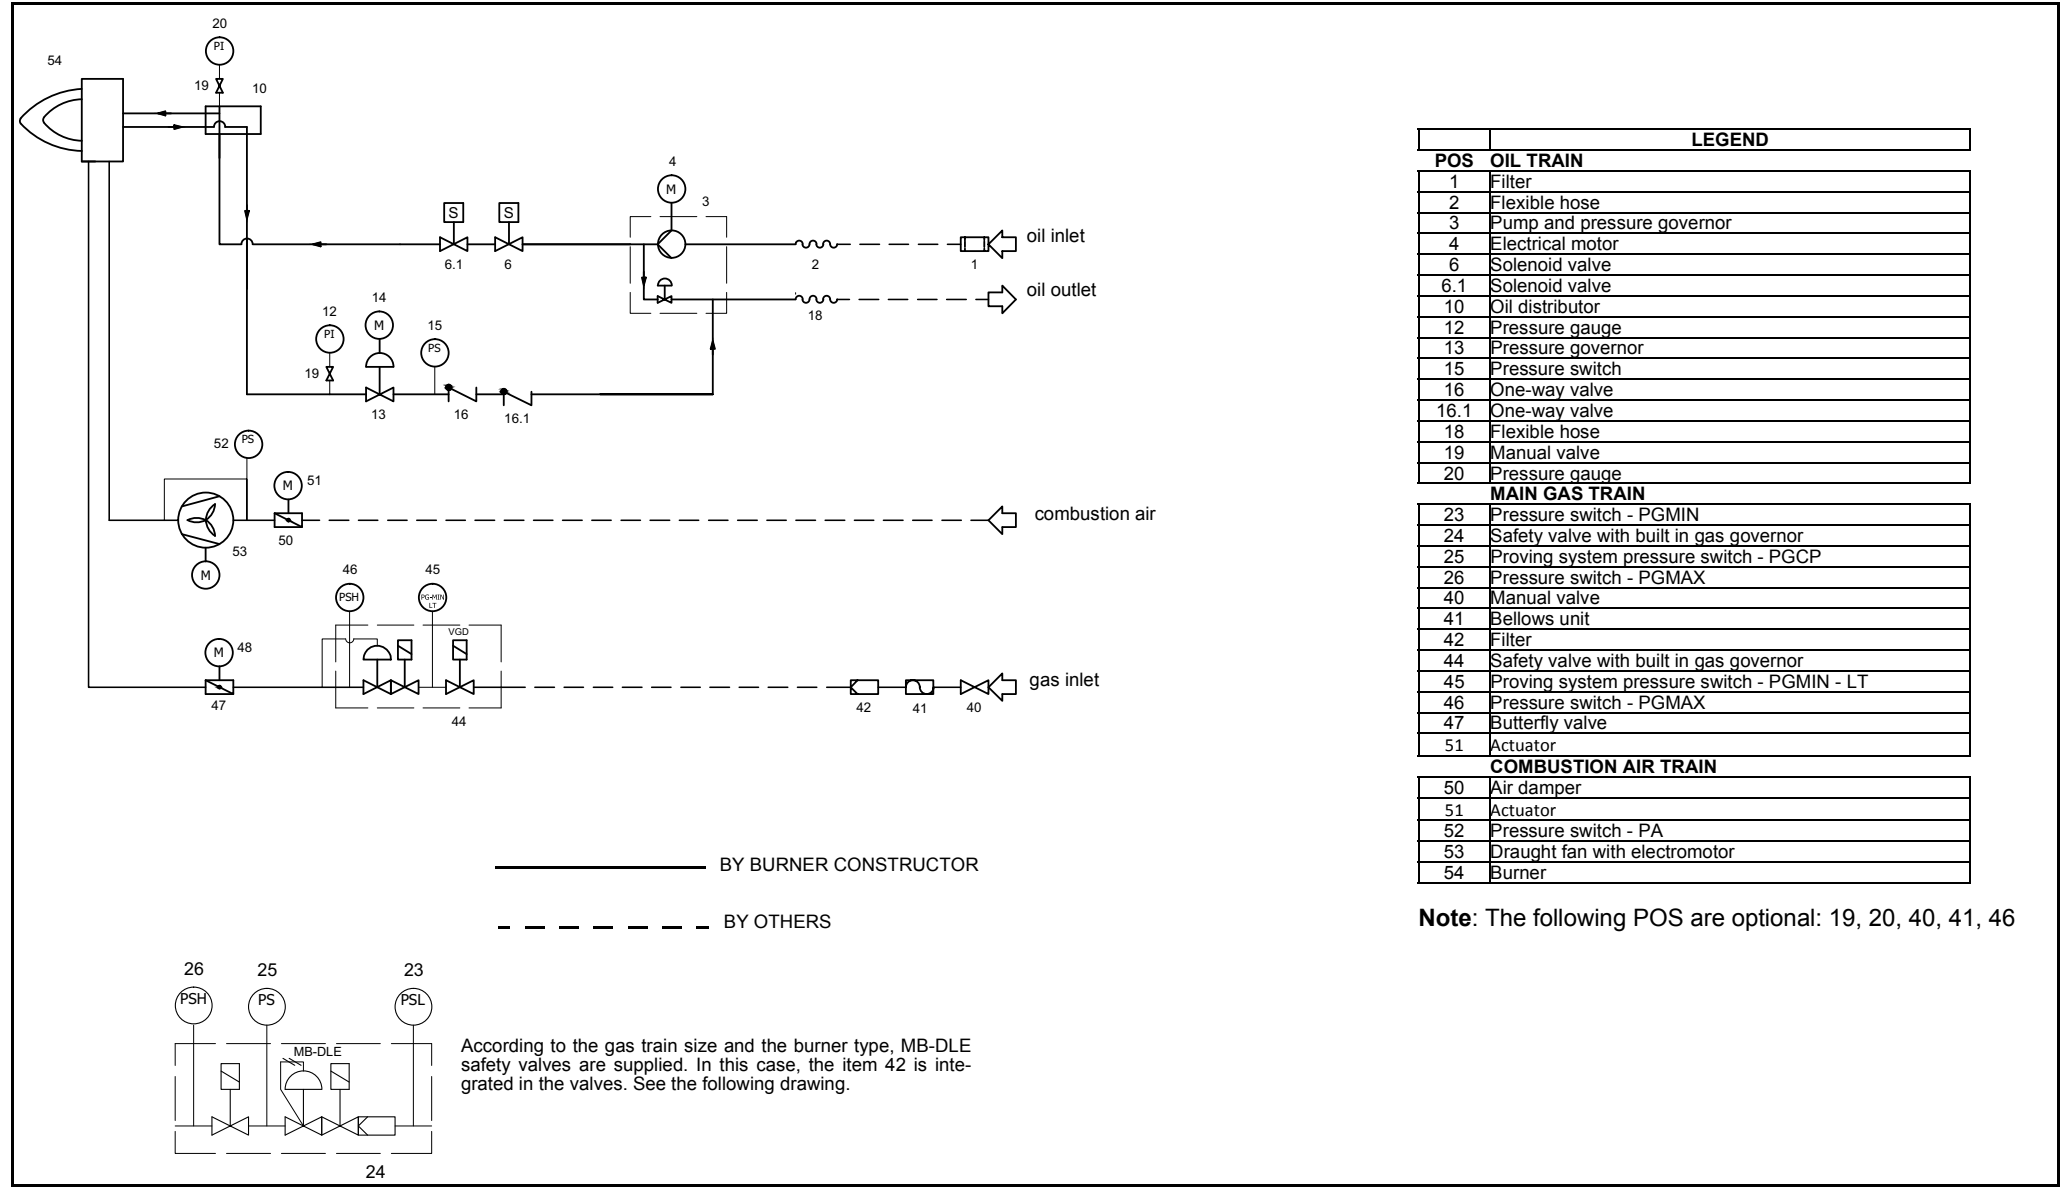 20
PI
54
19
10
4
M
3
S
S
oil inlet
6.1
6
2
1
oil outlet
14
12
M
15
18
PI
PS
19
13
16
16.1
52
PS
M
51
combustion air
50
53
M
46
45
PSH
PG-MIN
LT
M
48
VGD
gas inlet
47
44
42
41
40
BY BURNER CONSTRUCTOR
BY OTHERS
26
25
23
PSH
PS
PSL
MB-DLE
24
According to the gas train size and the burner type, MB-DLE
safety valves are supplied. In this case, the item 42 is inte-
grated in the valves. See the following drawing.
LEGEND
POS OIL TRAIN
1 Filter
2 Flexible hose
3 Pump and pressure governor
4 Electrical motor
6 Solenoid valve
6.1 Solenoid valve
10 Oil distributor
12 Pressure gauge
13 Pressure governor
15 Pressure switch
16 One-way valve
16.1 One-way valve
18 Flexible hose
19 Manual valve
20 Pressure gauge
MAIN GAS TRAIN
23 Pressure switch - PGMIN
24 Safety valve with built in gas governor
25 Proving system pressure switch - PGCP
26 Pressure switch - PGMAX
40 Manual valve
41 Bellows unit
42 Filter
44 Safety valve with built in gas governor
45 Proving system pressure switch - PGMIN - LT
46 Pressure switch - PGMAX
47 Butterfly valve
51 Actuator
COMBUSTION AIR TRAIN
50 Air damper
51 Actuator
52 Pressure switch - PA
53 Draught fan with electromotor
54 Burner
Note: The following POS are optional: 19, 20, 40, 41, 46